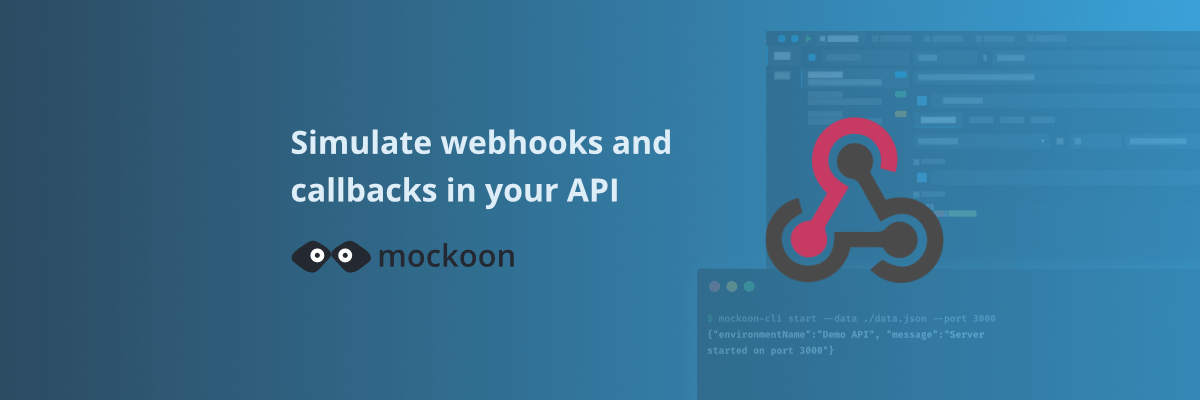 Simulate webhooks and
callbacks in your API
mockoon
$ mockoon-cli start --data ./data.json --port 3000
{"environmentName":"Demo API", "message":"Server
started on port 3000"}